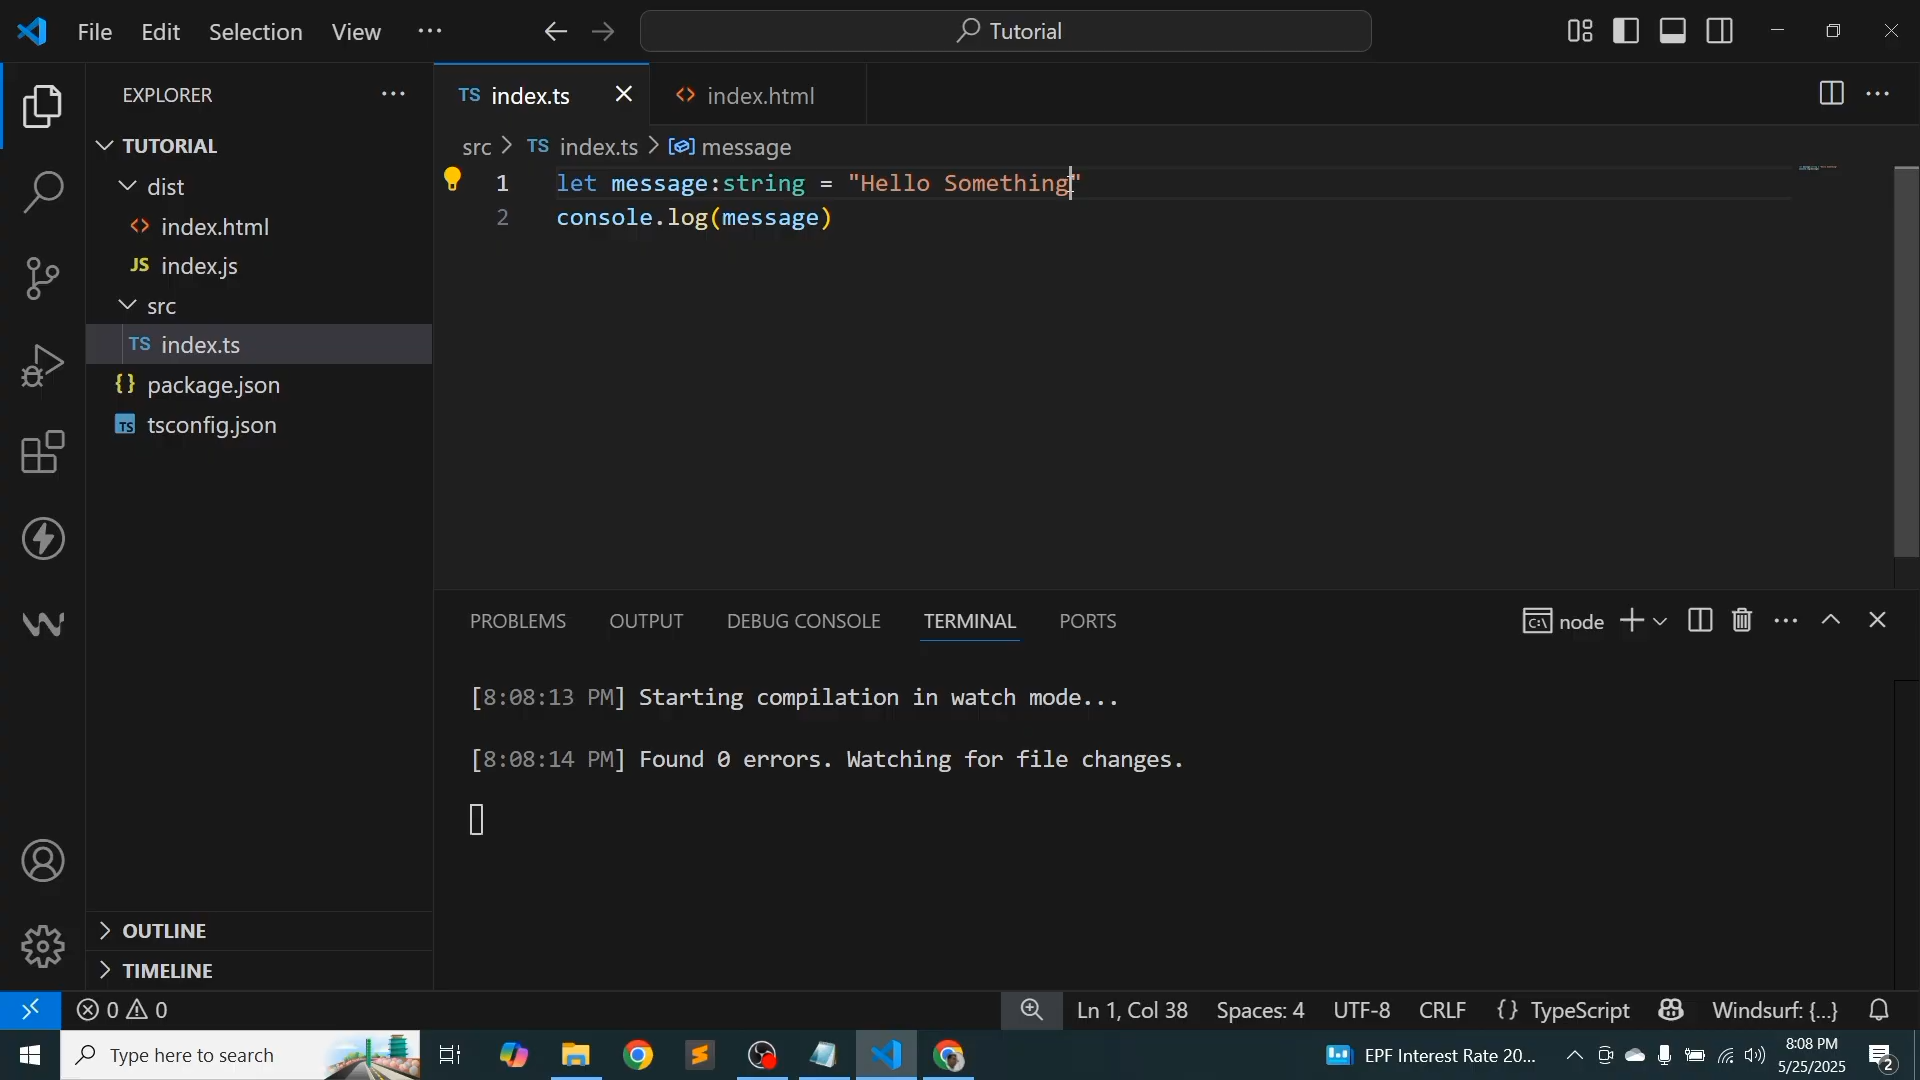 File Edit Selection View ...
Tutorial
EXPLORER
TUTORIAL
dist
index.html
JS index.js
src
TS index.ts
{} package.json
TS tsconfig.json
OUTLINE
TIMELINE
TS index.ts
index.html
src > TS index.ts > message
1 let message:string = "Hello Something"
2 console.log(message)
PROBLEMS OUTPUT DEBUG CONSOLE TERMINAL PORTS
node
[8:08:13 PM] Starting compilation in watch mode...
[8:08:14 PM] Found 0 errors. Watching for file changes.
0 0
Ln 1, Col 38 Spaces: 4 UTF-8 CRLF {} TypeScript Windsurf: {...}
Type here to search
EPF Interest Rate 20...
8:08 PM
5/25/2025
2